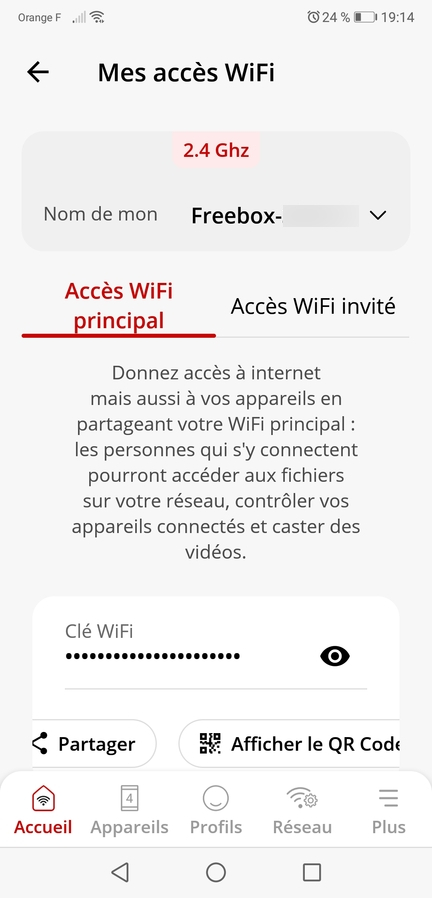 Orange F 24 % 19:14
Mes accès WiFi
2.4 Ghz
Nom de mon Freebox-
Accès WiFi
principal
Accès WiFi invité
Donnez accès à internet
mais aussi à vos appareils en
partageant votre WiFi principal :
les personnes qui s'y connectent
pourront accéder aux fichiers
sur votre réseau, contrôler vos
appareils connectés et caster des
vidéos.
Clé WiFi
••••••••••••••••••••••
Partager Afficher le QR Code
4
Accueil Appareils Profils Réseau Plus